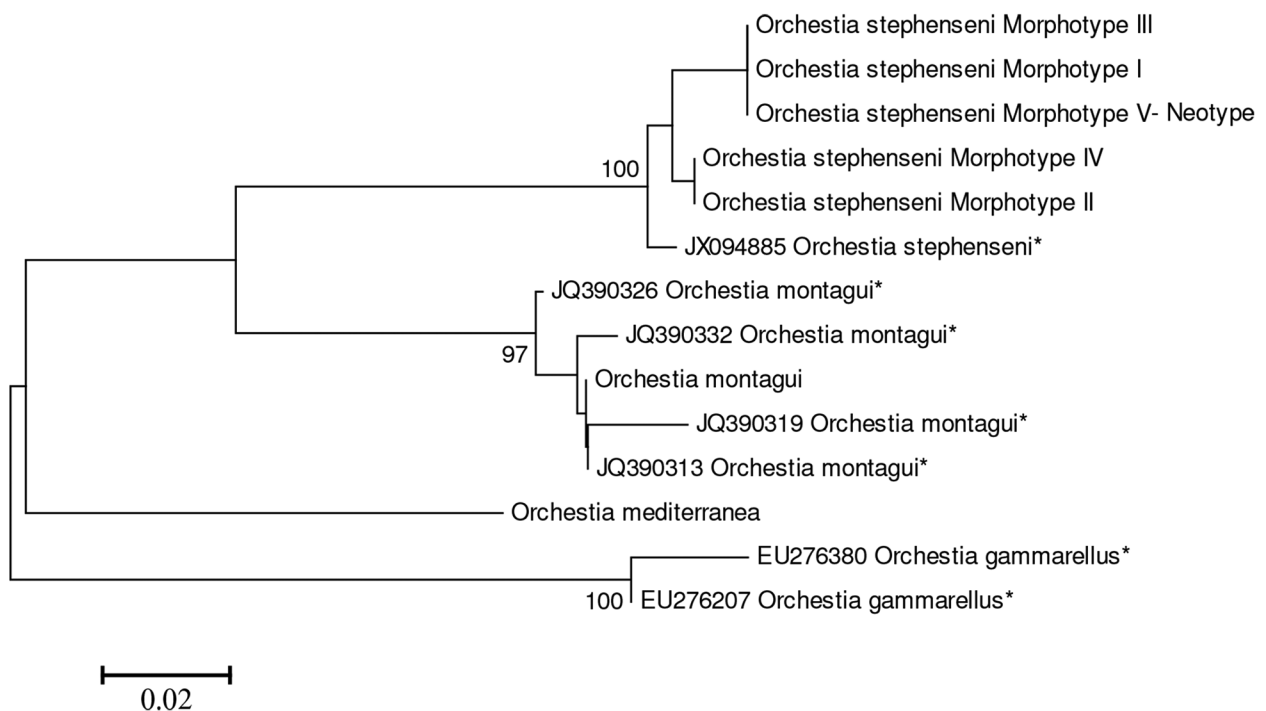 Orchestia stephenseni Morphotype III
Orchestia stephenseni Morphotype I
Orchestia stephenseni Morphotype V- Neotype
Orchestia stephenseni Morphotype IV
100
Orchestia stephenseni Morphotype II
JX094885 Orchestia stephenseni*
JQ390326 Orchestia montagui*
JQ390332 Orchestia montagui*
97
Orchestia montagui
JQ390319 Orchestia montagui*
JQ390313 Orchestia montagui*
Orchestia mediterranea
EU276380 Orchestia gammarellus*
100 EU276207 Orchestia gammarellus*
0.02